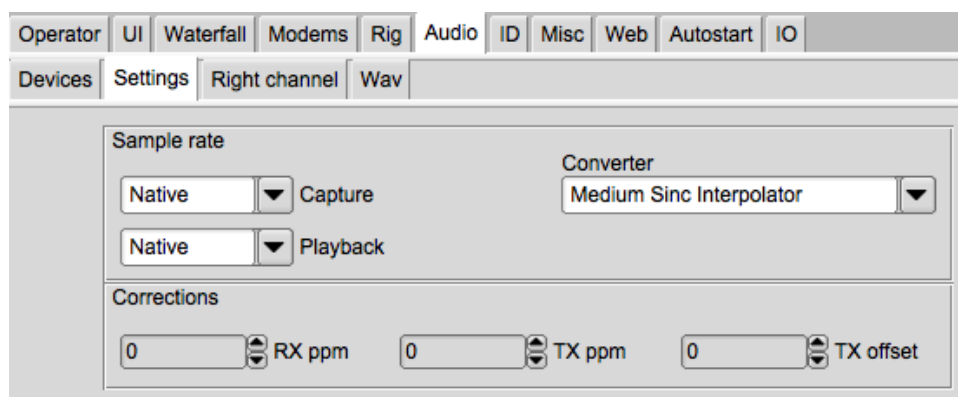 Operator UI Waterfall Modems Rig Audio ID Misc Web Autostart IO
Devices Settings Right channel Wav
Sample rate
Converter
Native Capture Medium Sinc Interpolator
Native Playback
Corrections
0 RX ppm 0 TX ppm 0 TX offset